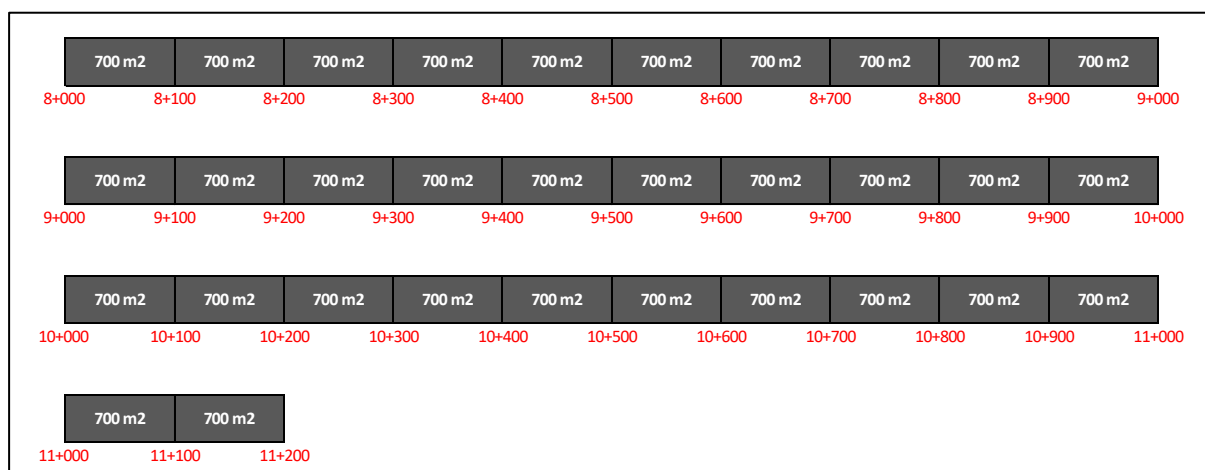 700 m2 700 m2 700 m2 700 m2 700 m2 700 m2 700 m2 700 m2 700 m2 700 m2
8+000 8+100 8+200 8+300 8+400 8+500 8+600 8+700 8+800 8+900 9+000
700 m2 700 m2 700 m2 700 m2 700 m2 700 m2 700 m2 700 m2 700 m2 700 m2
9+000 9+100 9+200 9+300 9+400 9+500 9+600 9+700 9+800 9+900 10+000
700 m2 700 m2 700 m2 700 m2 700 m2 700 m2 700 m2 700 m2 700 m2 700 m2
10+000 10+100 10+200 10+300 10+400 10+500 10+600 10+700 10+800 10+900 11+000
700 m2 700 m2
11+000 11+100 11+200